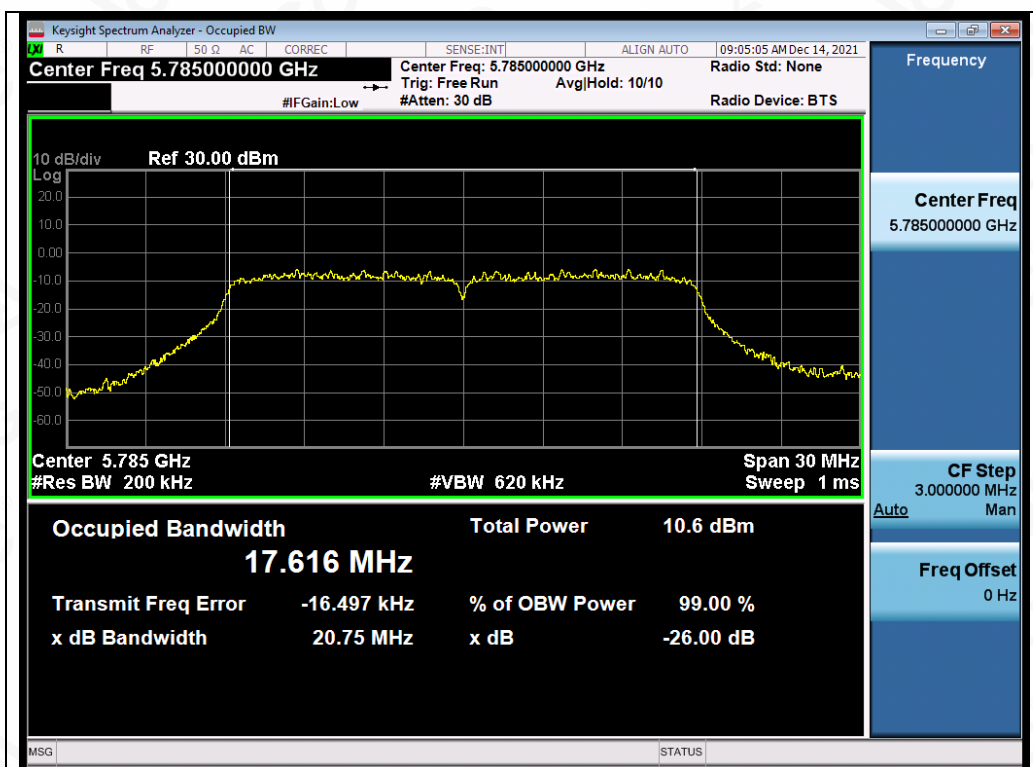 Keysight Spectrum Analyzer - Occupied BW
LXI R RF 50 Ω AC CORREC SENSE:INT ALIGN AUTO 09:05:05 AM Dec 14, 2021
Center Freq 5.785000000 GHz
Center Freq: 5.785000000 GHz
Radio Std: None
Trig: Free Run Avg|Hold: 10/10
#IFGain:Low #Atten: 30 dB Radio Device: BTS
Frequency
10 dB/div Ref 30.00 dBm
Log
20.0
10.0
0.00
-10.0
-20.0
-30.0
-40.0
-50.0
-60.0
Center 5.785 GHz Span 30 MHz
#Res BW 200 kHz #VBW 620 kHz Sweep 1 ms
Center Freq
5.785000000 GHz
CF Step
3.000000 MHz
Auto Man
Freq Offset
0 Hz
Occupied Bandwidth Total Power 10.6 dBm
17.616 MHz
Transmit Freq Error -16.497 kHz % of OBW Power 99.00 %
x dB Bandwidth 20.75 MHz x dB -26.00 dB
MSG STATUS